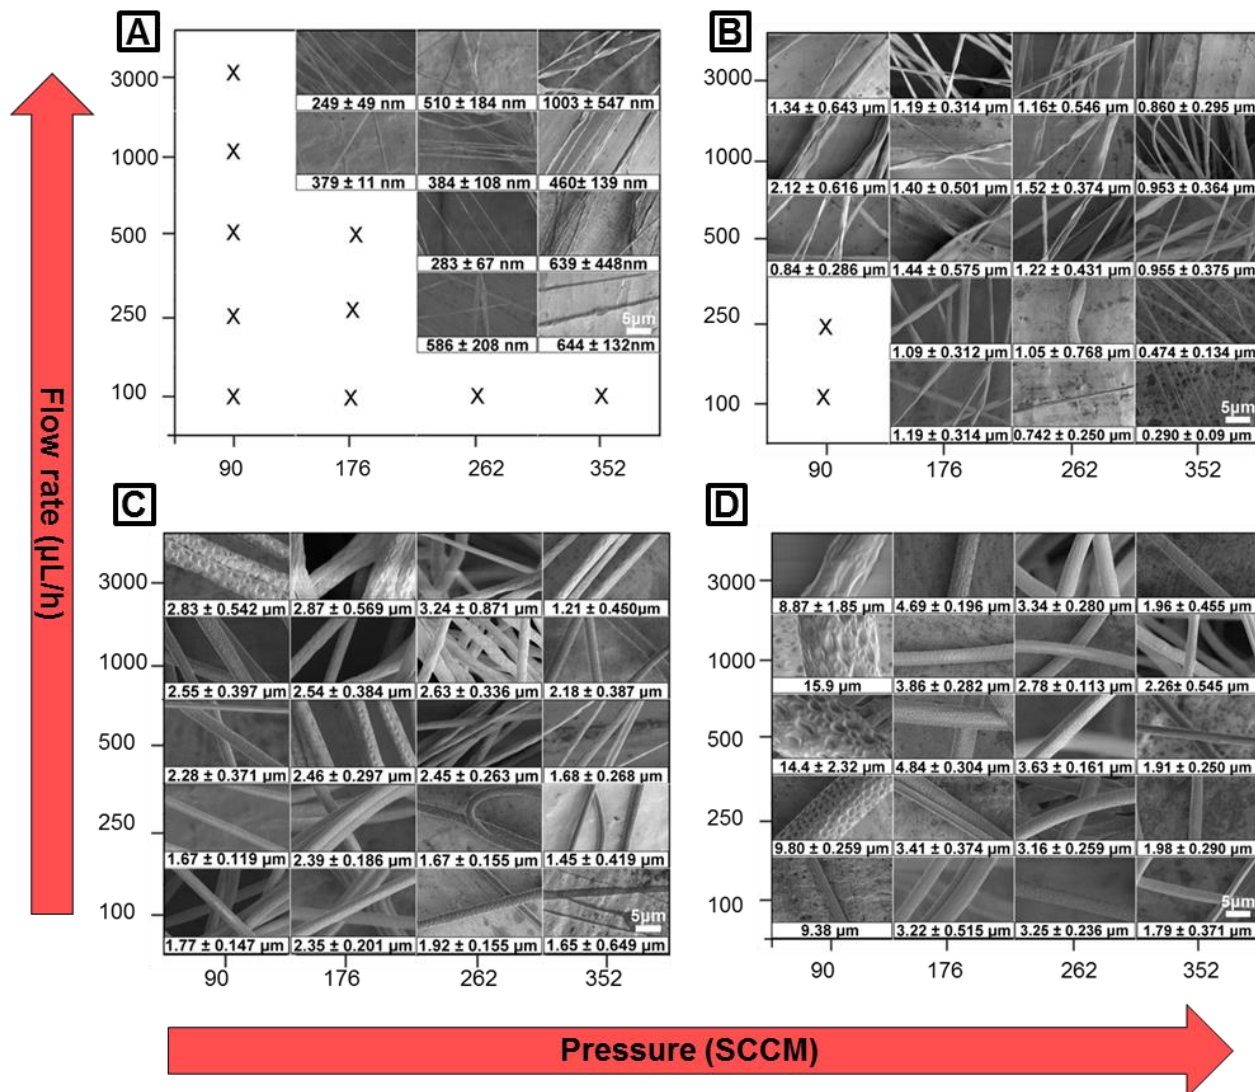 A
B
3000 X 249 ± 49 nm 510 ± 184 nm 1003 ± 547 nm
1000 X 379 ± 11 nm 384 ± 108 nm 460± 139 nm
500 X X 283 ± 67 nm 639 ± 448nm
250 X X 5µm
586 ± 208 nm 644 ± 132nm
100 X X X X
90 176 262 352
3000 1.34 ± 0.643 µm 1.19 ± 0.314 µm 1.16± 0.546 µm 0.860 ± 0.295 µm
1000 2.12 ± 0.616 µm 1.40 ± 0.501 µm 1.52 ± 0.374 µm 0.953 ± 0.364 µm
500 0.84 ± 0.286 µm 1.44 ± 0.575 µm 1.22 ± 0.431 µm 0.955 ± 0.375 µm
250 X 1.09 ± 0.312 µm 1.05 ± 0.768 µm 0.474 ± 0.134 µm
100 X 5µm
1.19 ± 0.314 µm 0.742 ± 0.250 µm 0.290 ± 0.09 µm
90 176 262 352
C
D
3000 2.83 ± 0.542 µm 2.87 ± 0.569 µm 3.24 ± 0.871 µm 1.21 ± 0.450µm
1000 2.55 ± 0.397 µm 2.54 ± 0.384 µm 2.63 ± 0.336 µm 2.18 ± 0.387 µm
500 2.28 ± 0.371 µm 2.46 ± 0.297 µm 2.45 ± 0.263 µm 1.68 ± 0.268 µm
250 1.67 ± 0.119 µm 2.39 ± 0.186 µm 1.67 ± 0.155 µm 1.45 ± 0.419 µm
100 5µm
1.77 ± 0.147 µm 2.35 ± 0.201 µm 1.92 ± 0.155 µm 1.65 ± 0.649 µm
90 176 262 352
3000 8.87 ± 1.85 µm 4.69 ± 0.196 µm 3.34 ± 0.280 µm 1.96 ± 0.455 µm
1000 15.9 µm 3.86 ± 0.282 µm 2.78 ± 0.113 µm 2.26± 0.545 µm
500 14.4 ± 2.32 µm 4.84 ± 0.304 µm 3.63 ± 0.161 µm 1.91 ± 0.250 µm
250 9.80 ± 0.259 µm 3.41 ± 0.374 µm 3.16 ± 0.259 µm 1.98 ± 0.290 µm
100 5µm
9.38 µm 3.22 ± 0.515 µm 3.25 ± 0.236 µm 1.79 ± 0.371 µm
90 176 262 352
Flow rate (µL/h)
Pressure (SCCM)